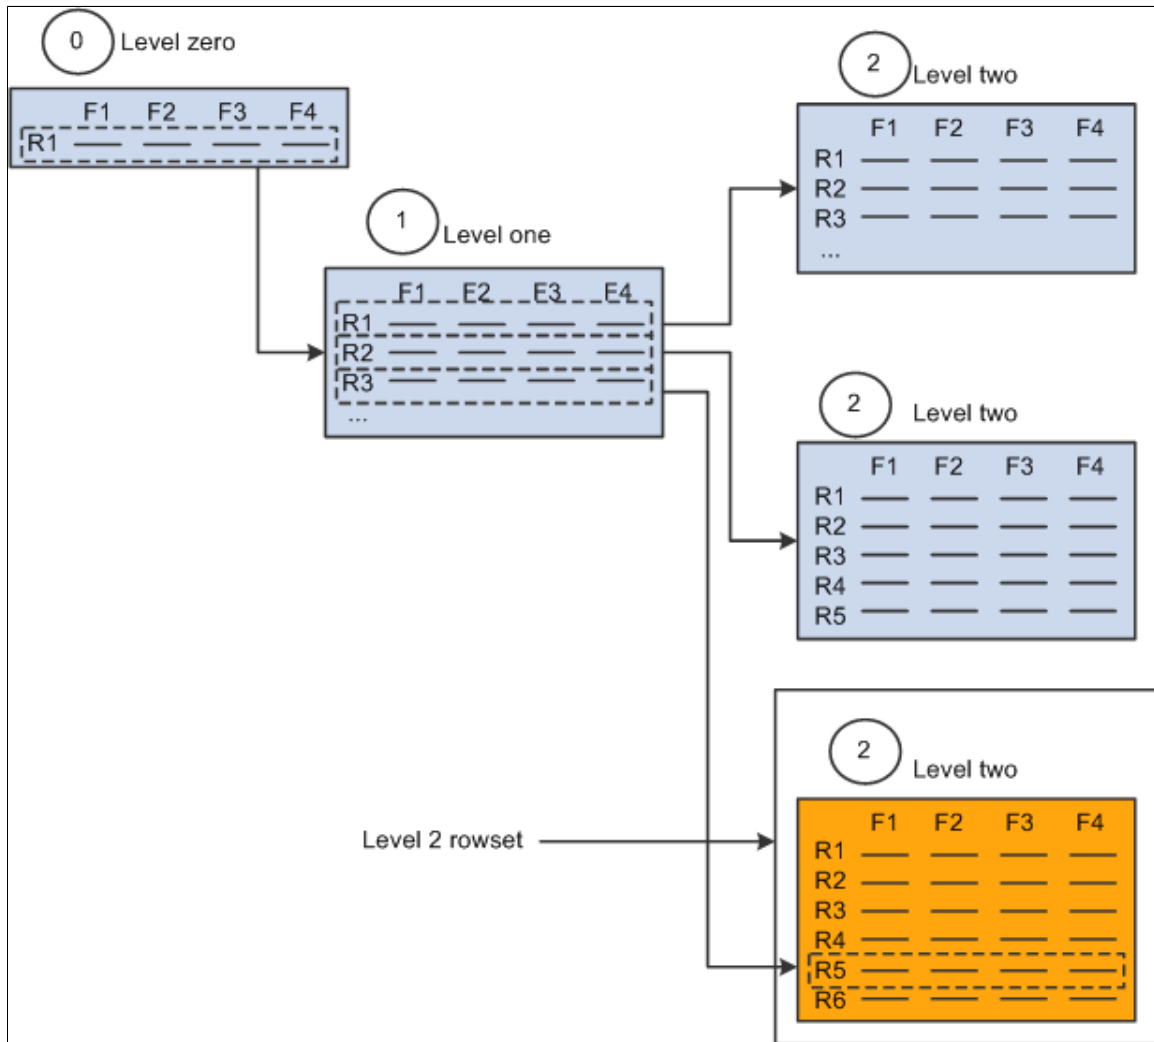 0 Level zero
F1 F2 F3 F4
R1
1 Level one
F1 F2 F3 F4
R1
R2
R3
...
2 Level two
F1 F2 F3 F4
R1
R2
R3
...
2 Level two
F1 F2 F3 F4
R1
R2
R3
R4
R5
Level 2 rowset
2 Level two
F1 F2 F3 F4
R1
R2
R3
R4
R5
R6